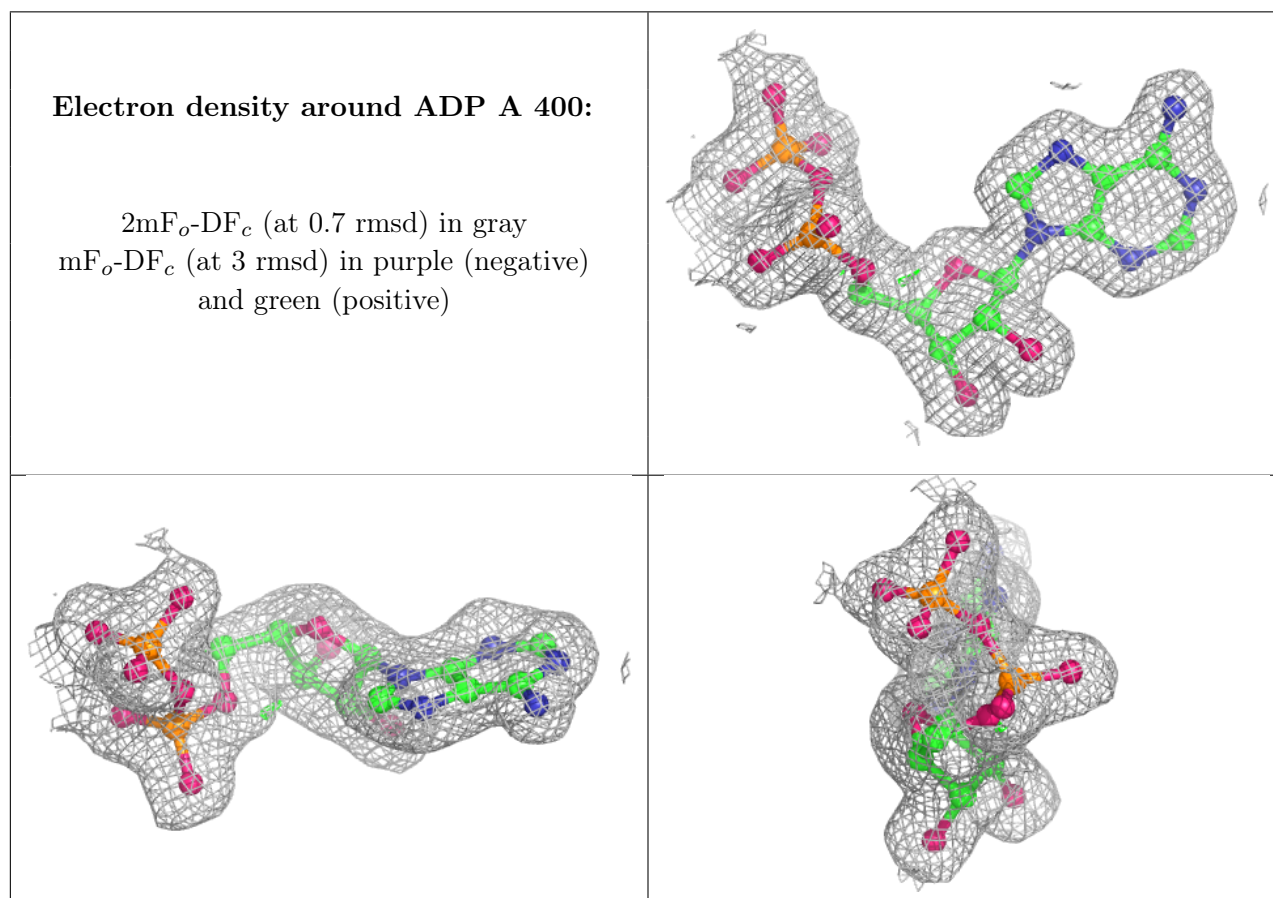 Electron density around ADP A 400:
2mFₒ-DF𝑐 (at 0.7 rmsd) in gray
mFₒ-DF𝑐 (at 3 rmsd) in purple (negative)
and green (positive)